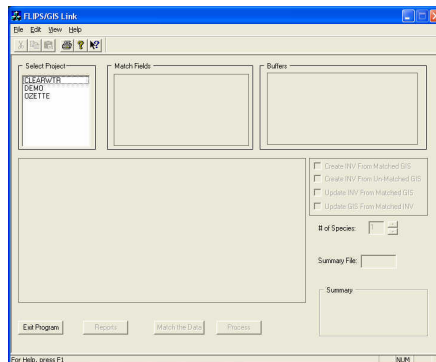 FLIPS/GIS Link
File Edit View Help
Select Project
Match Fields
Buffers
CLEARWTR
DEMO
OZETTE
Create INV From Matched GIS
Create INV From Un-Matched GIS
Update INV From Matched GIS
Update GIS From Matched INV
# of Species: 1
Summary File:
Summary
Exit Program Reports Match the Data Process
For Help, press F1 NUM